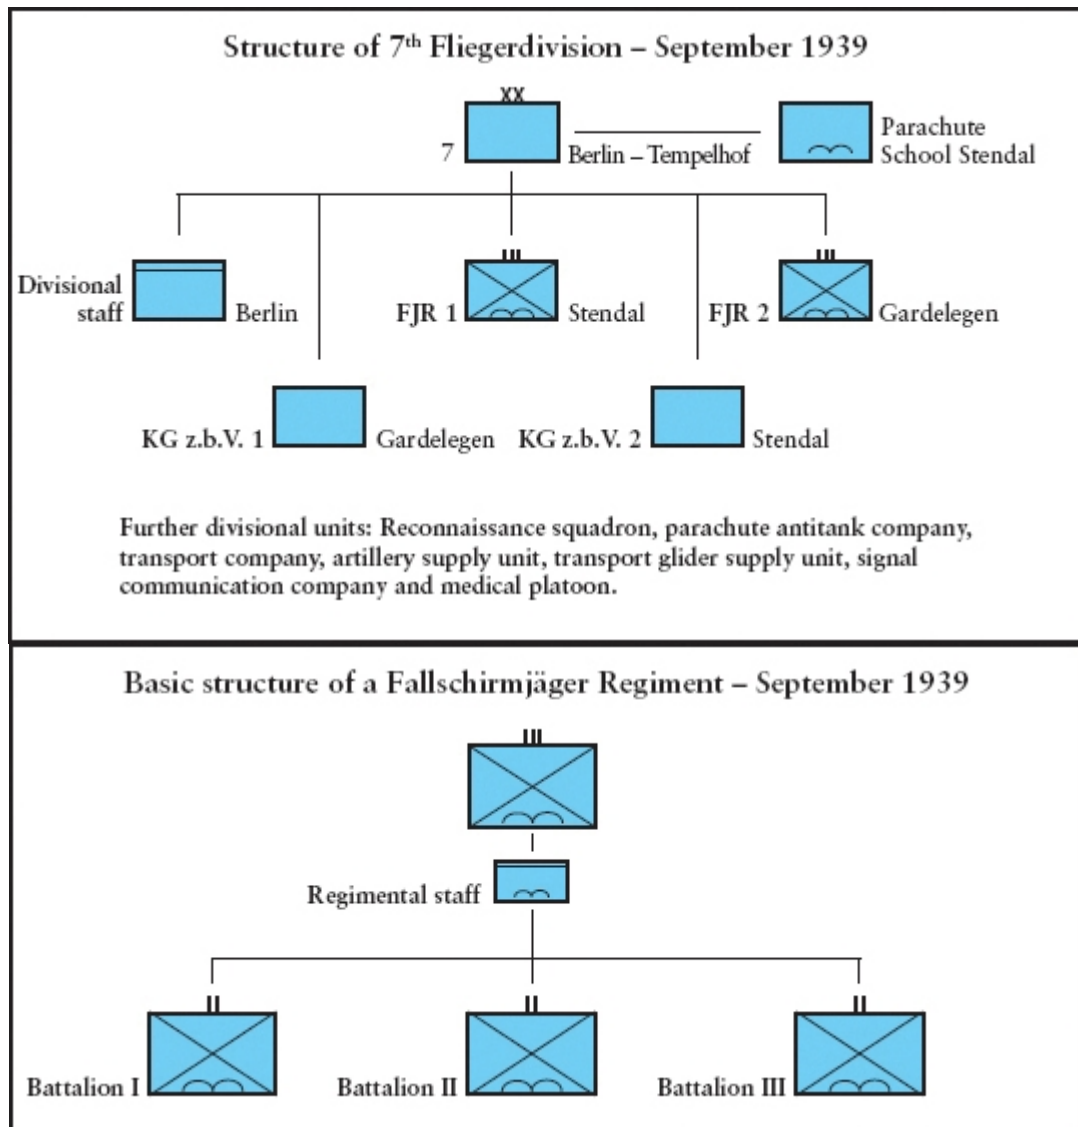 Structure of 7th Fliegerdivision – September 1939
XX
7
Berlin – Tempelhof
Parachute
School Stendal
Divisional
staff
Berlin
III
FJR 1
Stendal
III
FJR 2
Gardelegen
KG z.b.V. 1
Gardelegen
KG z.b.V. 2
Stendal
Further divisional units: Reconnaissance squadron, parachute antitank company,
transport company, artillery supply unit, transport glider supply unit, signal
communication company and medical platoon.
Basic structure of a Fallschirmjäger Regiment – September 1939
III
Regimental staff
II
Battalion I
II
Battalion II
II
Battalion III